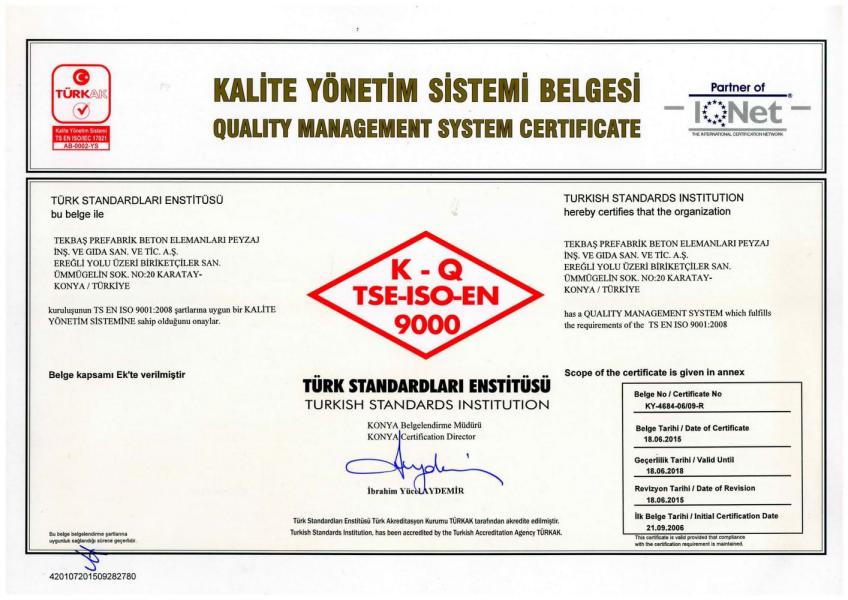 TÜRKAK
Kalite Yönetim Sistemi
TS EN ISO/IEC 17021
AB-0002-YS
KALİTE YÖNETİM SİSTEMİ BELGESİ
QUALITY MANAGEMENT SYSTEM CERTIFICATE
Partner of
IQNet ®
THE INTERNATIONAL CERTIFICATION NETWORK
TÜRK STANDARDLARI ENSTİTÜSÜ
bu belge ile
TEKBAŞ PREFABRİK BETON ELEMANLARI PEYZAJ
İNŞ. VE GIDA SAN. VE TİC. A.Ş.
EREĞLİ YOLU ÜZERİ BİRİKETÇİLER SAN.
ÜMMÜGELİN SOK. NO:20 KARATAY-
KONYA / TÜRKİYE
kuruluşunun TS EN ISO 9001:2008 şartlarına uygun bir KALİTE
YÖNETİM SİSTEMİNE sahip olduğunu onaylar.
Belge kapsamı Ek'te verilmiştir
K - Q
TSE-ISO-EN
9000
TÜRK STANDARDLARI ENSTİTÜSÜ
TURKISH STANDARDS INSTITUTION
KONYA Belgelendirme Müdürü
KONYA Certification Director
İbrahim Yücel AYDEMİR
Türk Standardları Enstitüsü Türk Akreditasyon Kurumu TÜRKAK tarafından akredite edilmiştir.
Turkish Standards Institution, has been accredited by the Turkish Accreditation Agency TÜRKAK.
TURKISH STANDARDS INSTITUTION
hereby certifies that the organization
TEKBAŞ PREFABRİK BETON ELEMANLARI PEYZAJ
İNŞ. VE GIDA SAN. VE TİC. A.Ş.
EREĞLİ YOLU ÜZERİ BİRİKETÇİLER SAN.
ÜMMÜGELİN SOK. NO:20 KARATAY-
KONYA / TÜRKİYE
has a QUALITY MANAGEMENT SYSTEM which fulfills
the requirements of the TS EN ISO 9001:2008
Scope of the certificate is given in annex
Belge No / Certificate No
KY-4684-06/09-R
Belge Tarihi / Date of Certificate
18.06.2015
Geçerlilik Tarihi / Valid Until
18.06.2018
Revizyon Tarihi / Date of Revision
18.06.2015
İlk Belge Tarihi / Initial Certification Date
21.09.2006
This certificate is valid provided that compliance
with the certification requirement is maintained.
Bu belge belgelendirme şartlarına
uygunluk sağlandığı sürece geçerlidir.
420107201509282780